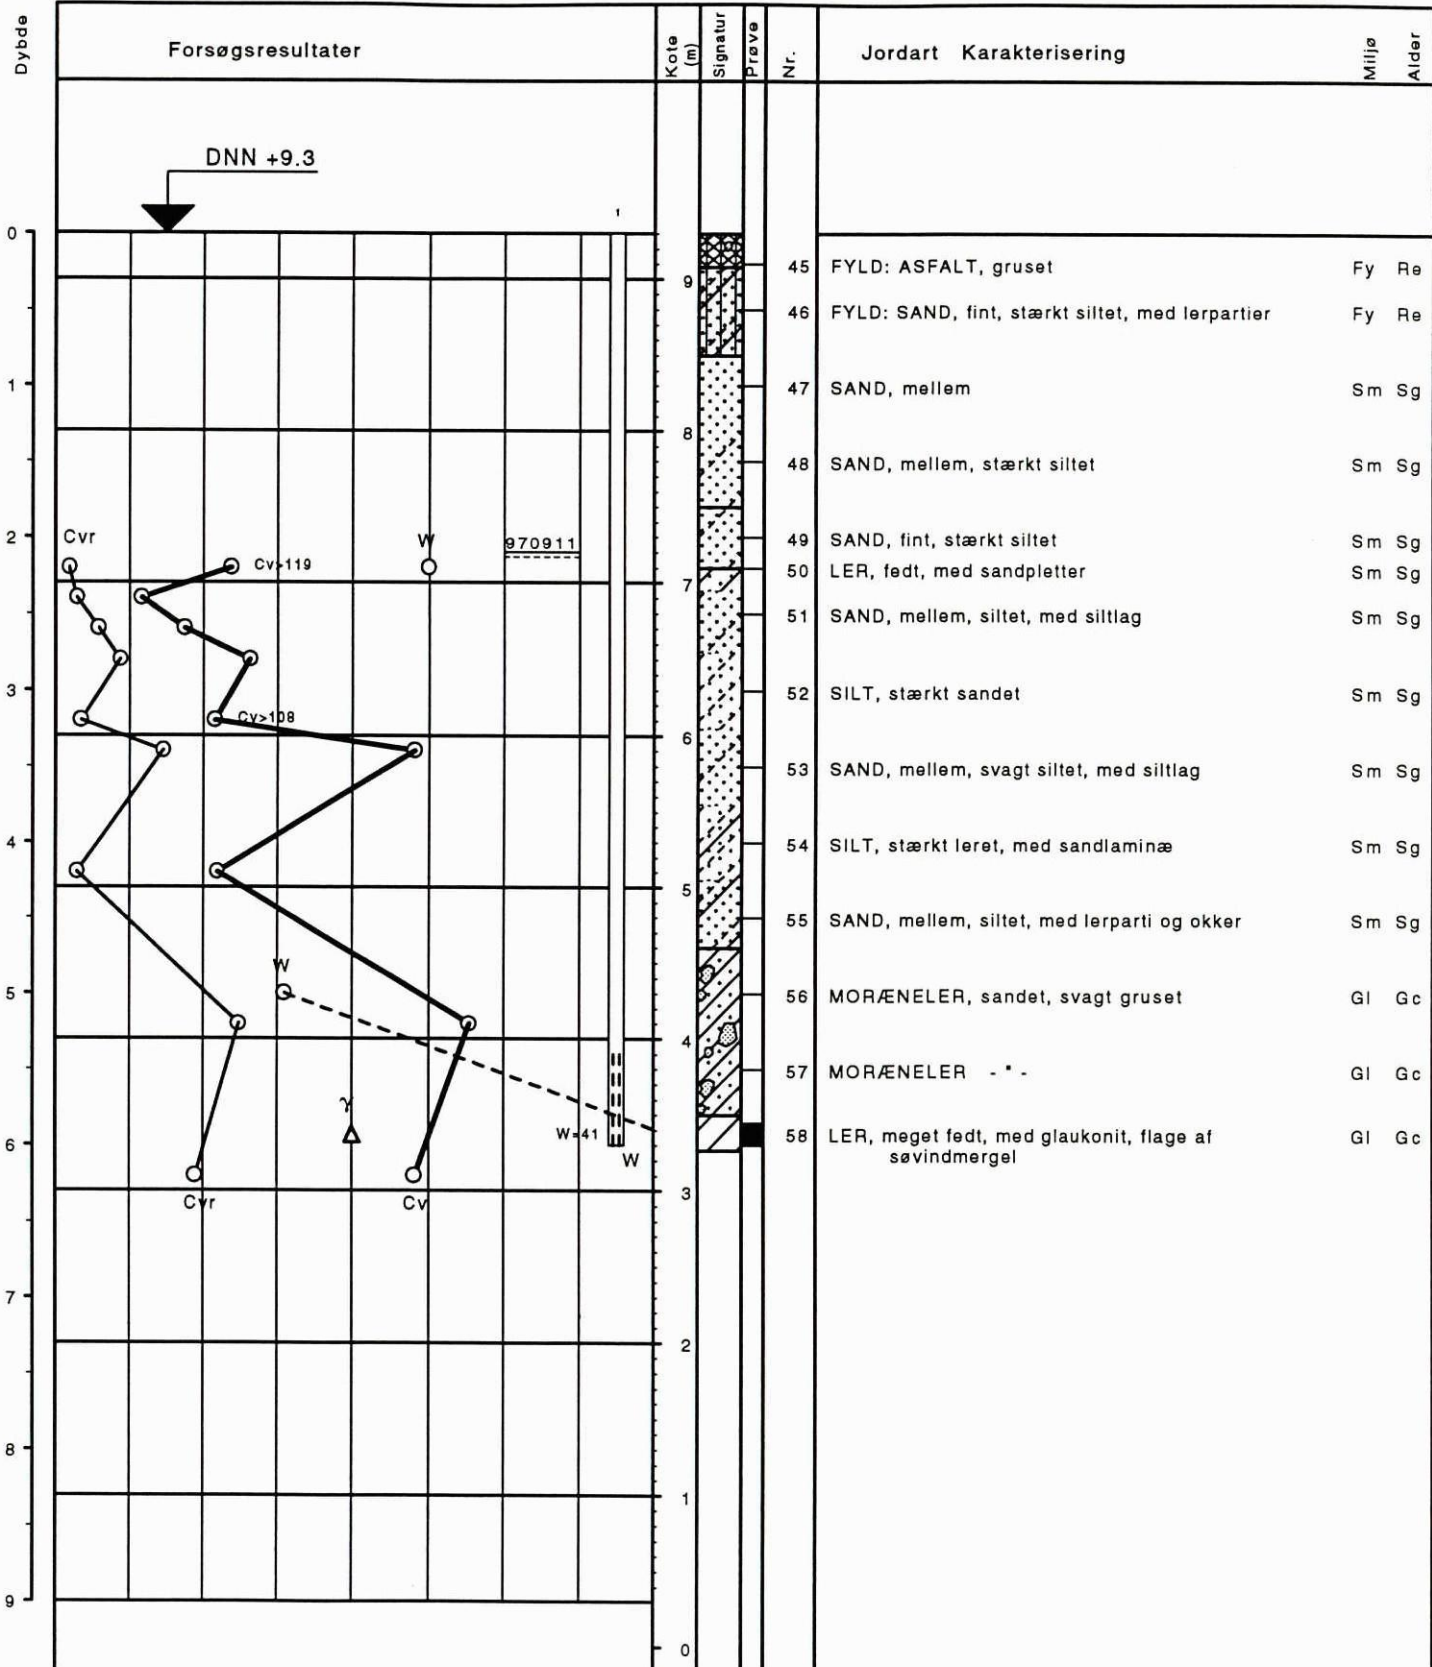 Dybde
Forsøgsresultater
Kote (m)
Signatur
Prøve
Nr.
Jordart Karakterisering
Miljø
Alder
DNN +9.3
1
0
45 FYLD: ASFALT, gruset Fy Re
9
46 FYLD: SAND, fint, stærkt siltet, med lerpartier Fy Re
1
47 SAND, mellem Sm Sg
8
48 SAND, mellem, stærkt siltet Sm Sg
2
Cvr
W
970911
49 SAND, fint, stærkt siltet Sm Sg
Cv>119
7
50 LER, fedt, med sandpletter Sm Sg
51 SAND, mellem, siltet, med siltlag Sm Sg
3
52 SILT, stærkt sandet Sm Sg
Cv>108
6
53 SAND, mellem, svagt siltet, med siltlag Sm Sg
4
54 SILT, stærkt leret, med sandlaminæ Sm Sg
5
55 SAND, mellem, siltet, med lerparti og okker Sm Sg
W
5
56 MORÆNELER, sandet, svagt gruset Gl Gc
4
57 MORÆNELER - " - Gl Gc
γ
6
W=41
58 LER, meget fedt, med glaukonit, flage af Gl Gc
søvindmergel
W
Cvr
Cv
3
7
2
8
1
9
0